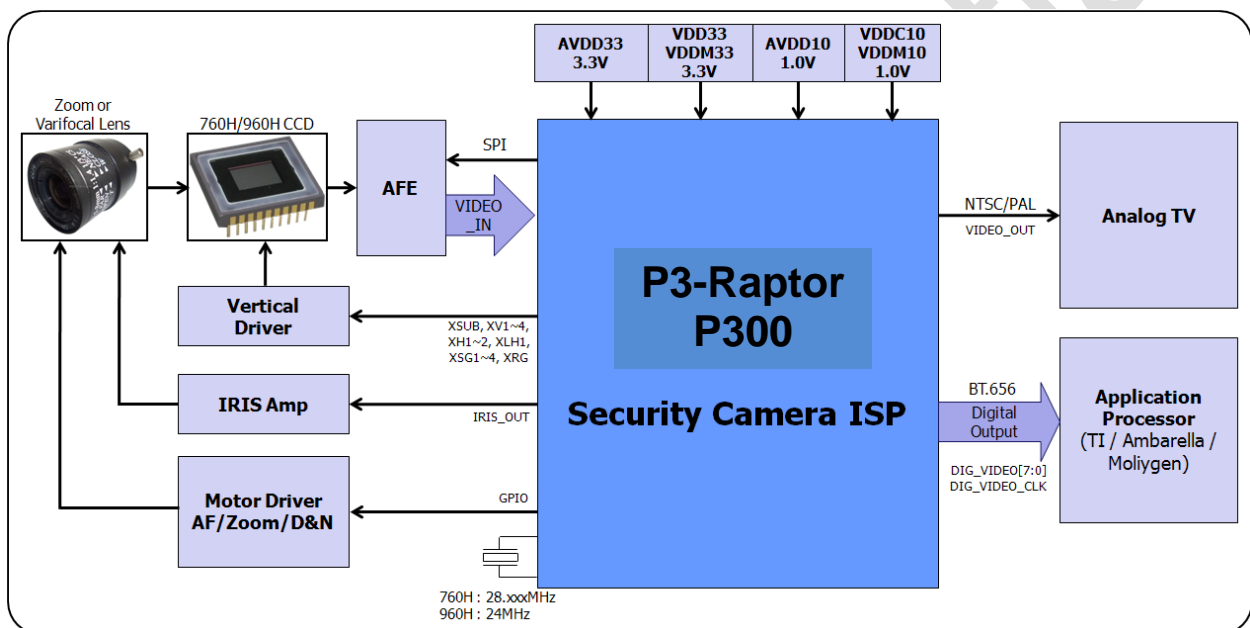 AVDD33
3.3V
VDD33
VDDM33
3.3V
AVDD10
1.0V
VDDC10
VDDM10
1.0V
Zoom or
Varifocal Lens
760H/960H CCD
AFE
SPI
VIDEO
_IN
NTSC/PAL
VIDEO_OUT
Analog TV
P3-Raptor
P300
Security Camera ISP
Vertical
Driver
XSUB, XV1~4,
XH1~2, XLH1,
XSG1~4, XRG
IRIS Amp
IRIS_OUT
BT.656
Digital
Output
DIG_VIDEO[7:0]
DIG_VIDEO_CLK
Application
Processor
(TI / Ambarella /
Moliygen)
Motor Driver
AF/Zoom/D&N
GPIO
760H : 28.xxxMHz
960H : 24MHz